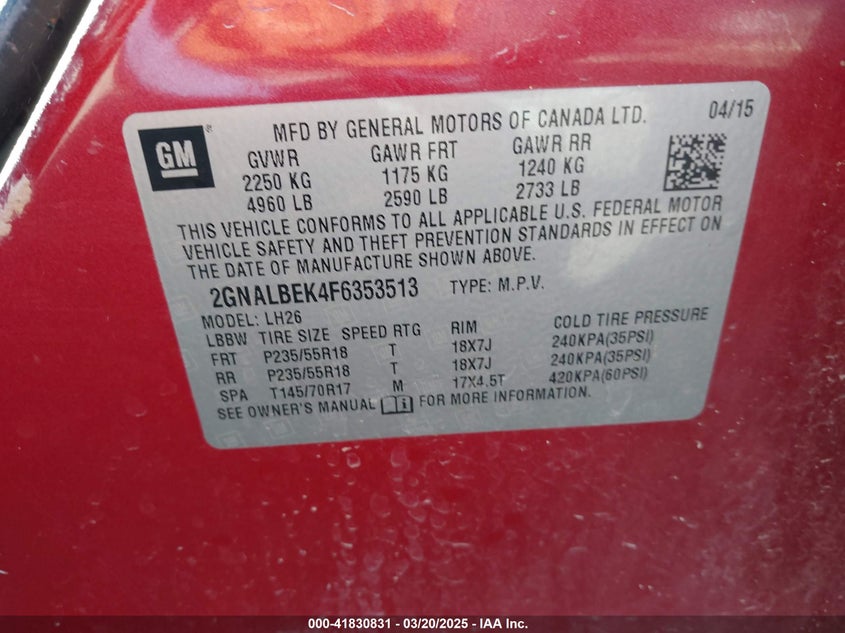 GM ®
MFD BY GENERAL MOTORS OF CANADA LTD. 04/15
GVWR GAWR FRT GAWR RR
2250 KG 1175 KG 1240 KG
4960 LB 2590 LB 2733 LB
THIS VEHICLE CONFORMS TO ALL APPLICABLE U.S. FEDERAL MOTOR
VEHICLE SAFETY AND THEFT PREVENTION STANDARDS IN EFFECT ON
THE DATE OF MANUFACTURE SHOWN ABOVE.
2GNALBEK4F6353513 TYPE: M.P.V.
MODEL: LH26
LBBW TIRE SIZE SPEED RTG RIM COLD TIRE PRESSURE
FRT P235/55R18 T 18X7J 240KPA(35PSI)
RR P235/55R18 T 18X7J 240KPA(35PSI)
SPA T145/70R17 M 17X4.5T 420KPA(60PSI)
SEE OWNER'S MANUAL FOR MORE INFORMATION.
000-41830831 - 03/20/2025 - IAA Inc.